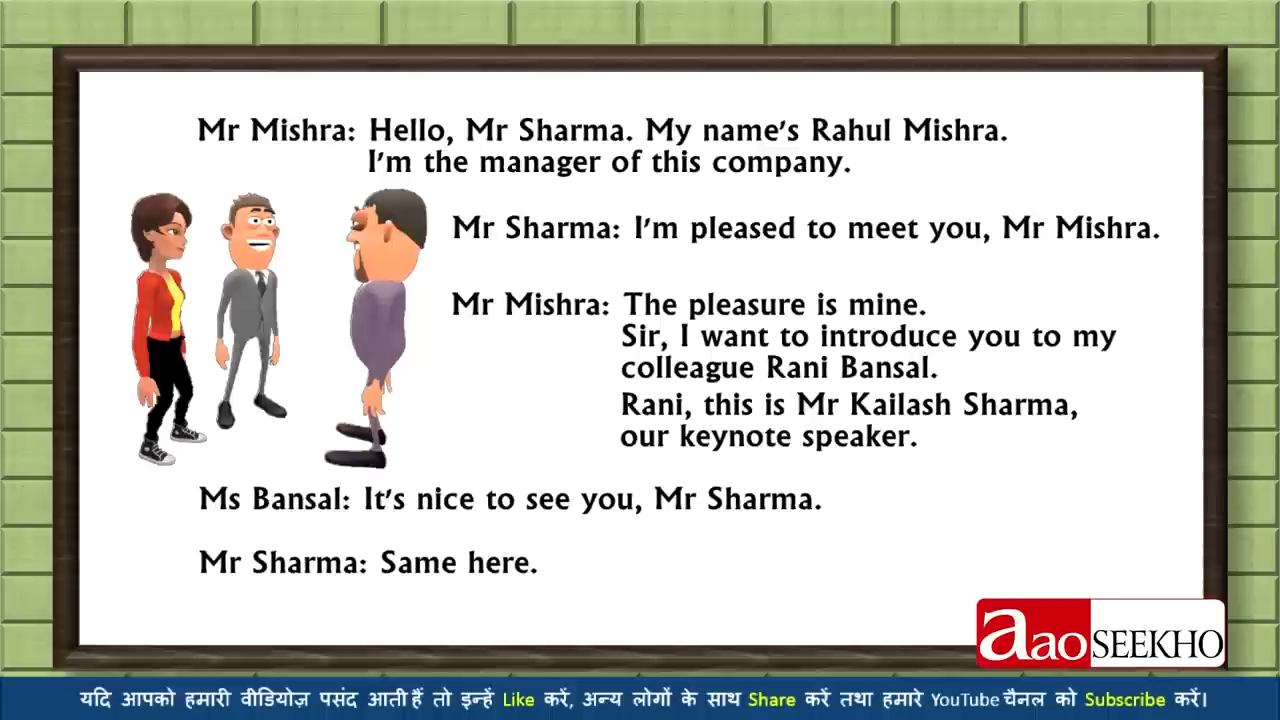 Mr Mishra: Hello, Mr Sharma. My name's Rahul Mishra.
I'm the manager of this company.
Mr Sharma: I'm pleased to meet you, Mr Mishra.
Mr Mishra: The pleasure is mine.
Sir, I want to introduce you to my
colleague Rani Bansal.
Rani, this is Mr Kailash Sharma,
our keynote speaker.
Ms Bansal: It's nice to see you, Mr Sharma.
Mr Sharma: Same here.
aao SEEKHO
यदि आपको हमारी वीडियोज़ पसंद आती हैं तो इन्हें Like करें, अन्य लोगों के साथ Share करें तथा हमारे YouTube चैनल को Subscribe करें।